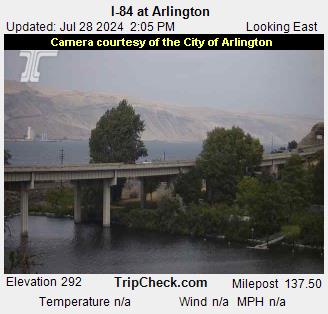 I-84 at Arlington
Updated: Jul 28 2024 2:05 PM Looking East
Camera courtesy of the City of Arlington
Elevation 292 TripCheck.com Milepost 137.50
Temperature n/a Wind n/a MPH n/a